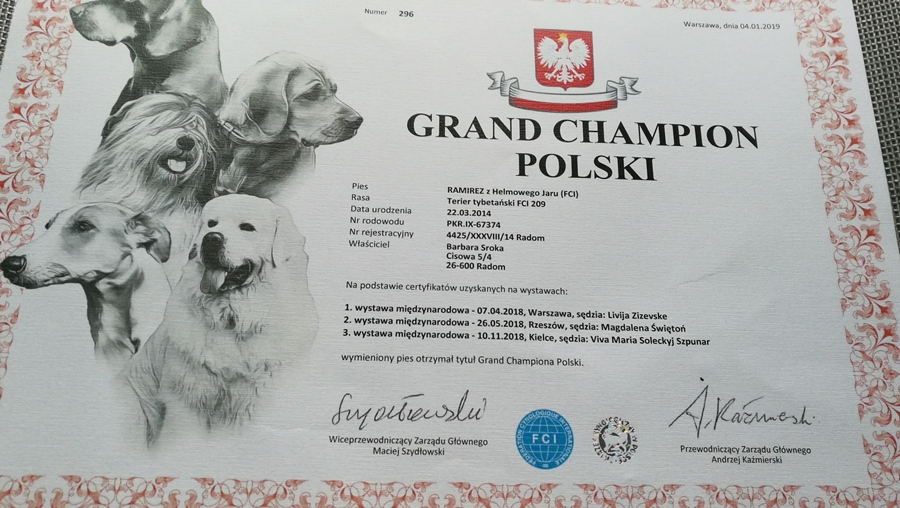 Numer 296
Warszawa, dnia 04.01.2019
GRAND CHAMPION
POLSKI
Pies RAMIREZ z Helmowego Jaru (FCI)
Rasa Terier tybetański FCI 209
Data urodzenia 22.03.2014
Nr rodowodu PKR.IX-67374
Nr rejestracyjny 4425/XXXVIII/14 Radom
Właściciel Barbara Sroka
Cisowa 5/4
26-600 Radom
Na podstawie certyfikatów uzyskanych na wystawach:
1. wystawa międzynarodowa - 07.04.2018, Warszawa, sędzia: Livija Zizevske
2. wystawa międzynarodowa - 26.05.2018, Rzeszów, sędzia: Magdalena Świętoń
3. wystawa międzynarodowa - 10.11.2018, Kielce, sędzia: Viva Maria Soleckyj Szpunar
wymieniony pies otrzymał tytuł Grand Championa Polski.
Wiceprzewodniczący Zarządu Głównego
Maciej Szydłowski
FCI
Przewodniczący Zarządu Głównego
Andrzej Kaźmierski